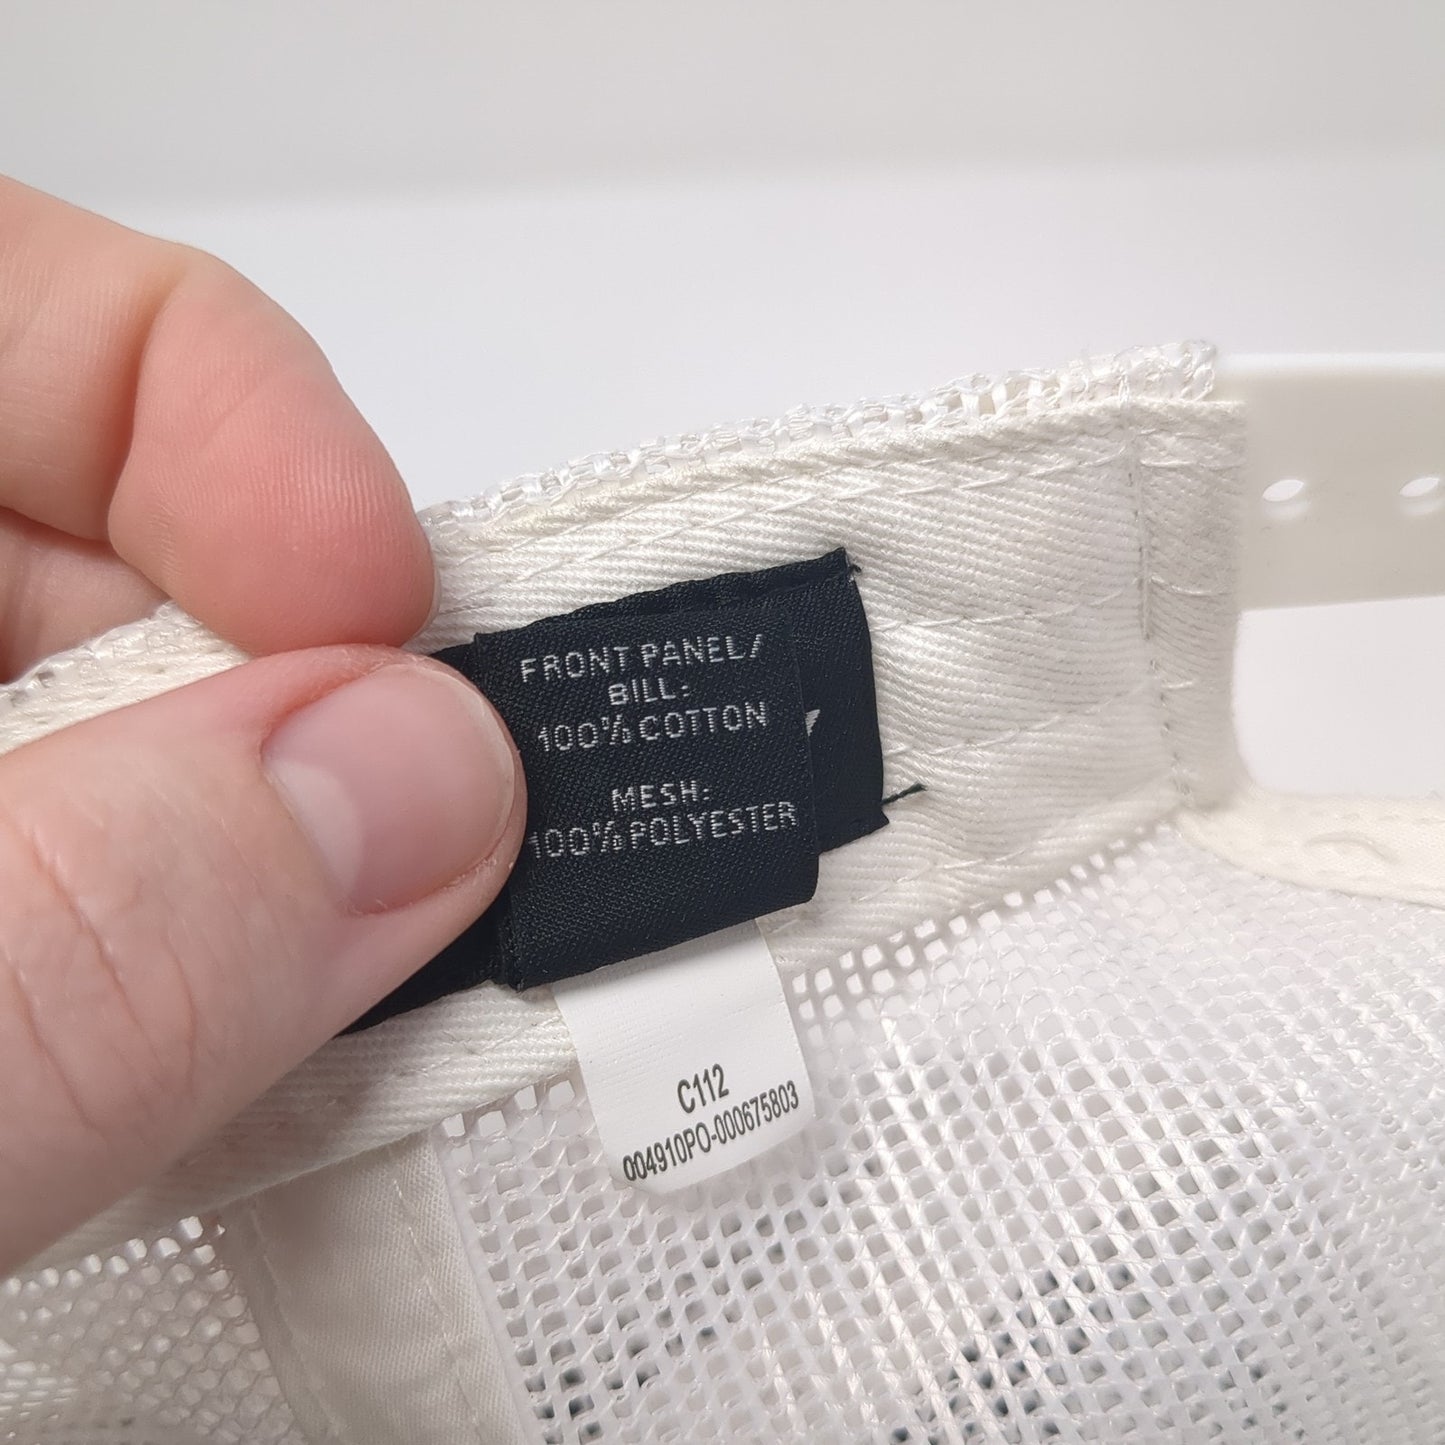 FRONT PANEL/
BILL:
100% COTTON
MESH:
100% POLYESTER
C112
004910PO-000675803